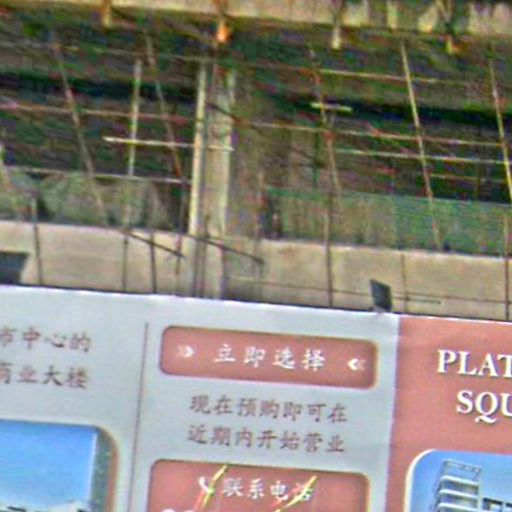 市中心的
商业大楼
立即选择
现在预购即可在
近期内开始营业
联系电话
PLAT
SQU